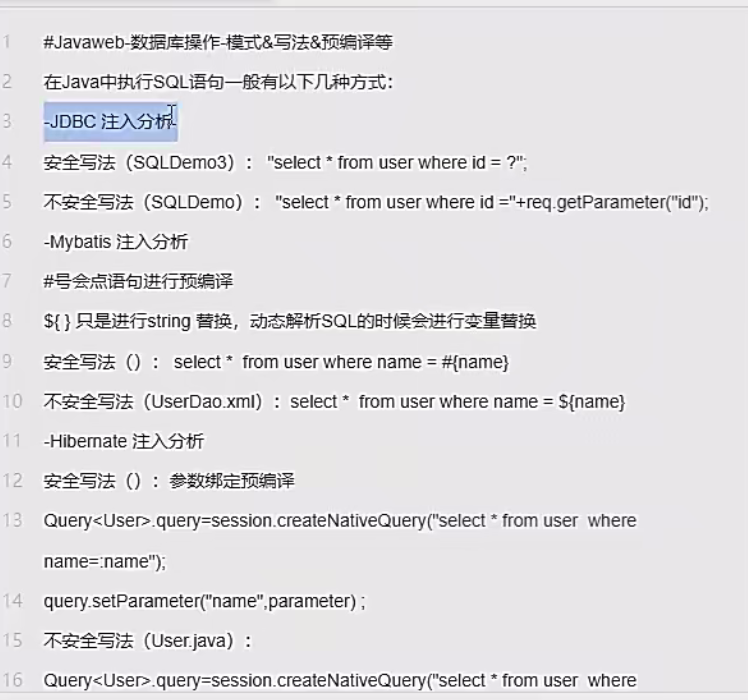 1 #Javaweb-数据库操作-模式&写法&预编译等
2 在Java中执行SQL语句一般有以下几种方式：
3 -JDBC 注入分析-
4 安全写法（SQLDemo3）： "select * from user where id = ?";
5 不安全写法（SQLDemo）： "select * from user where id ="+req.getParameter("id");
6 -Mybatis 注入分析
7 #号会点语句进行预编译
8 ${ } 只是进行string 替换，动态解析SQL的时候会进行变量替换
9 安全写法（）： select *  from user where name = #{name}
10 不安全写法（UserDao.xml）：select *  from user where name = ${name}
11 -Hibernate 注入分析
12 安全写法（）：参数绑定预编译
13 Query<User>.query=session.createNativeQuery("select * from user  where
name=:name");
14 query.setParameter("name",parameter) ;
15 不安全写法（User.java）：
16 Query<User>.query=session.createNativeQuery("select * from user  where